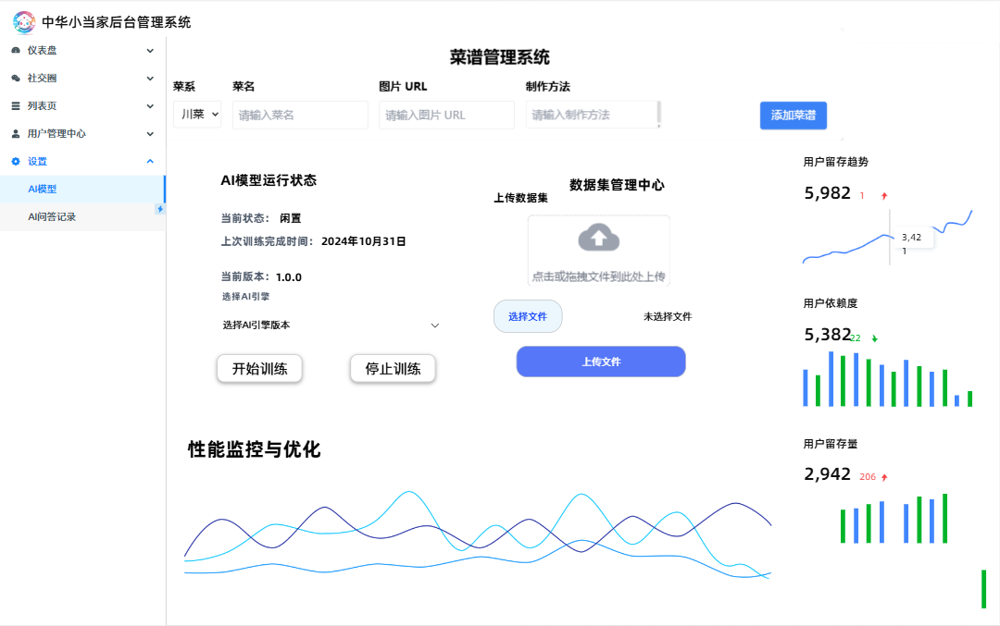 中华小当家后台管理系统
仪表盘
社交圈
列表页
用户管理中心
设置
AI模型
AI问答记录
菜谱管理系统
菜系 菜名 图片 URL 制作方法
川菜 请输入菜名 请输入图片 URL 请输入制作方法 添加菜谱
AI模型运行状态
当前状态： 闲置
上次训练完成时间： 2024年10月31日
当前版本：1.0.0
选择AI引擎
选择AI引擎版本
开始训练 停止训练
数据集管理中心
上传数据集
点击或拖拽文件到此处上传
选择文件 未选择文件
上传文件
用户留存趋势
5,982 1
3,42
1
用户依赖度
5,382 22
用户留存量
2,942 206
性能监控与优化